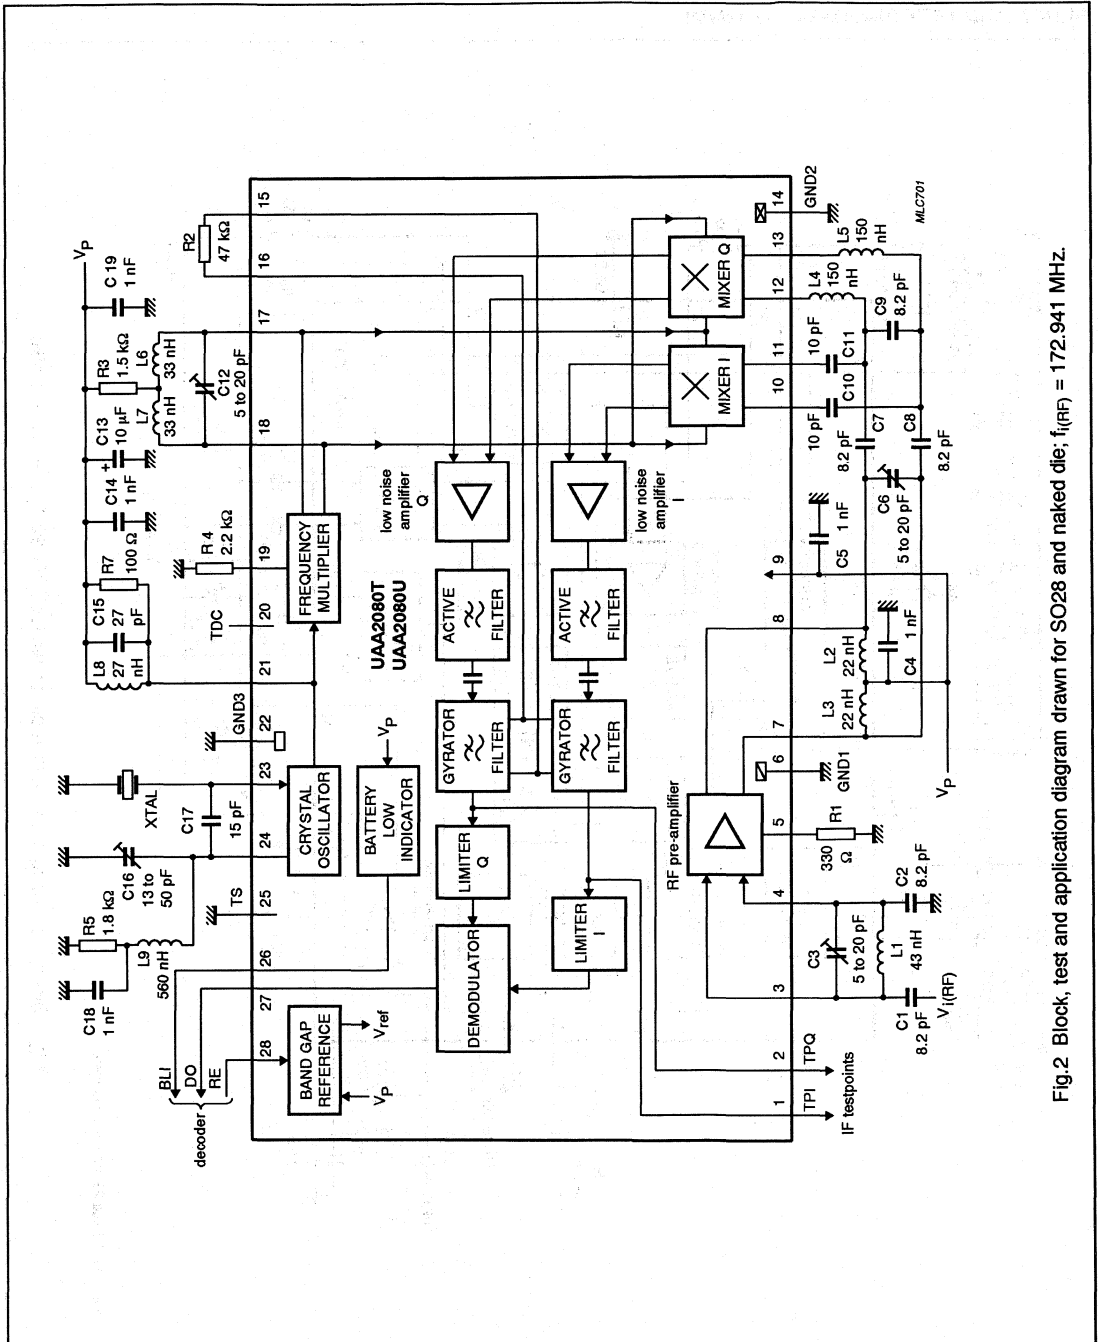 decoder
BLI
DO
RE
C18
1 nF
R5
1.8 kΩ
L9
560 nH
C16
13 to
50 pF
C17
15 pF
XTAL
TS
GND3
L8
27
nH
C15
27
pF
R7
100 Ω
C14
1 nF
C13
10 µF
+
L7
33 nH
R3
1.5 kΩ
L6
33 nH
C12
5 to 20 pF
C 19
1 nF
VP
R2
47 kΩ
R 4
2.2 kΩ
TDC
28
27
26
25
24
23
22
21
20
19
18
17
16
15
BAND GAP
REFERENCE
VP
Vref
CRYSTAL
OSCILLATOR
BATTERY
LOW
INDICATOR
VP
FREQUENCY
MULTIPLIER
UAA2080T
UAA2080U
DEMODULATOR
LIMITER
Q
GYRATOR
FILTER
ACTIVE
FILTER
low noise
amplifier
Q
LIMITER
I
GYRATOR
FILTER
ACTIVE
FILTER
low noise
amplifier
I
MIXER I
MIXER Q
RF pre-amplifier
1
2
3
4
5
6
7
8
9
10
11
12
13
14
TPI
TPQ
IF testpoints
C1
8.2 pF
Vi(RF)
C3
5 to 20 pF
L1
43 nH
C2
8.2 pF
330
Ω
R1
GND1
VP
L3
22 nH
L2
22 nH
C4
1 nF
C5
1 nF
C6
5 to 20 pF
10 pF
C10
8.2 pF
C7
C8
8.2 pF
10 pF
C11
C9
8.2 pF
L4
150
nH
L5
150
nH
GND2
MLC701
Fig.2 Block, test and application diagram drawn for SO28 and naked die; fi(RF) = 172.941 MHz.